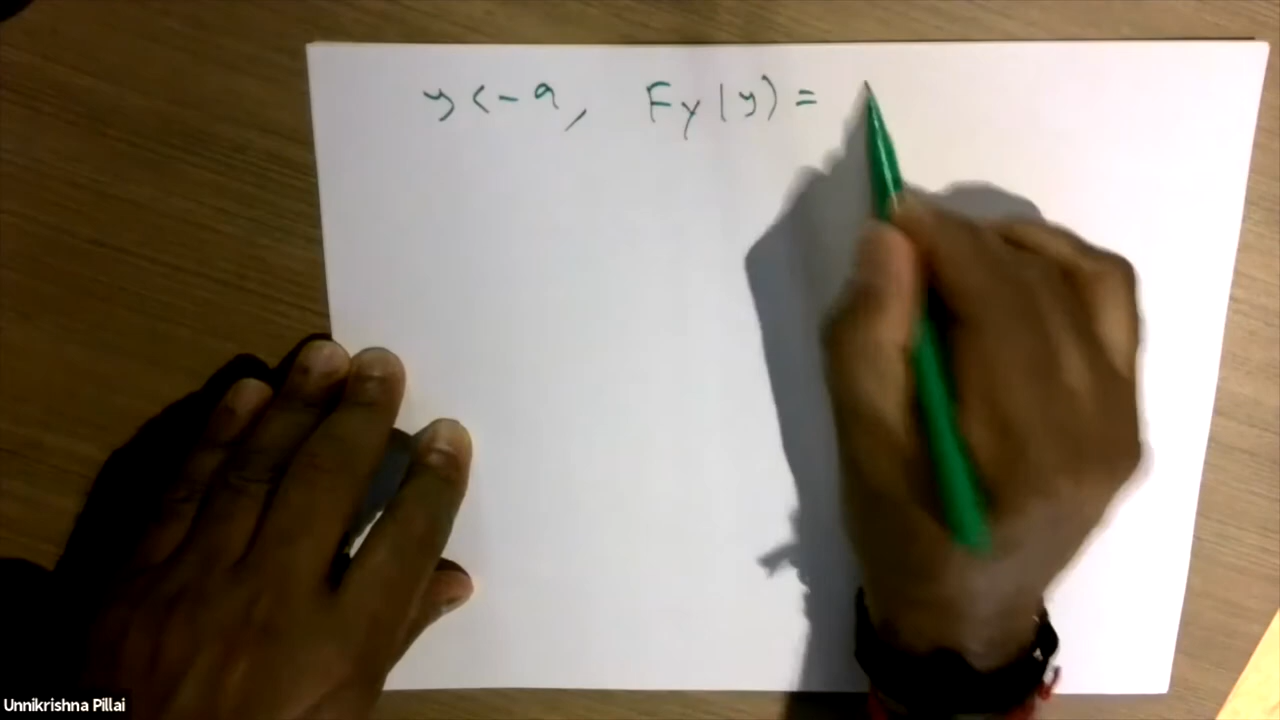 y < - a, Fy(y) =
Unnikrishna Pillai